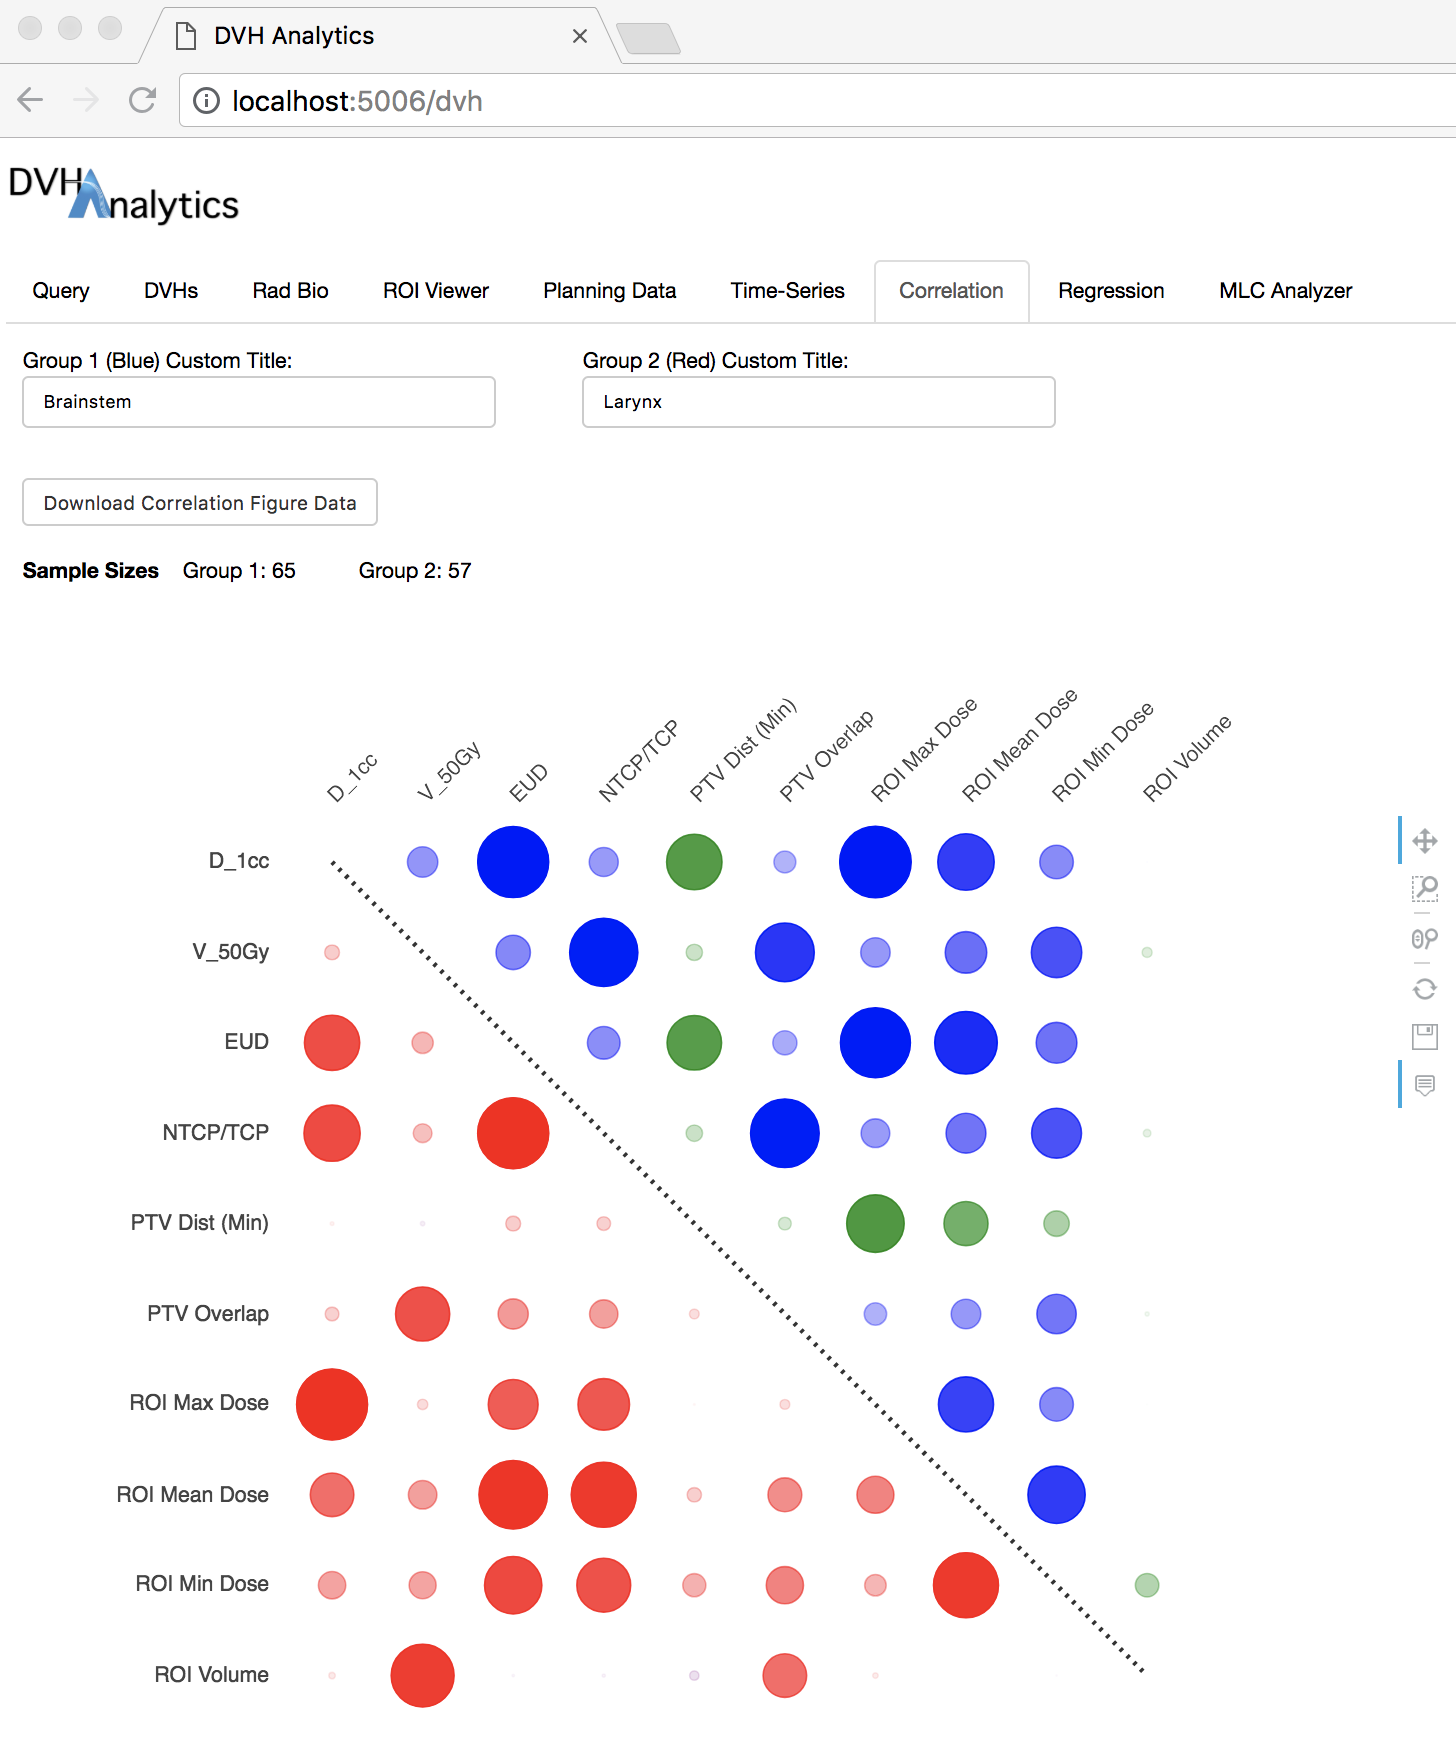 DVH Analytics
localhost:5006/dvh
DVH Analytics
Query DVHs Rad Bio ROI Viewer Planning Data Time-Series Correlation Regression MLC Analyzer
Group 1 (Blue) Custom Title: Group 2 (Red) Custom Title:
Brainstem Larynx
Download Correlation Figure Data
Sample Sizes Group 1: 65 Group 2: 57
D_1cc V_50Gy EUD NTCP/TCP PTV Dist (Min) PTV Overlap ROI Max Dose ROI Mean Dose ROI Min Dose ROI Volume
D_1cc
V_50Gy
EUD
NTCP/TCP
PTV Dist (Min)
PTV Overlap
ROI Max Dose
ROI Mean Dose
ROI Min Dose
ROI Volume